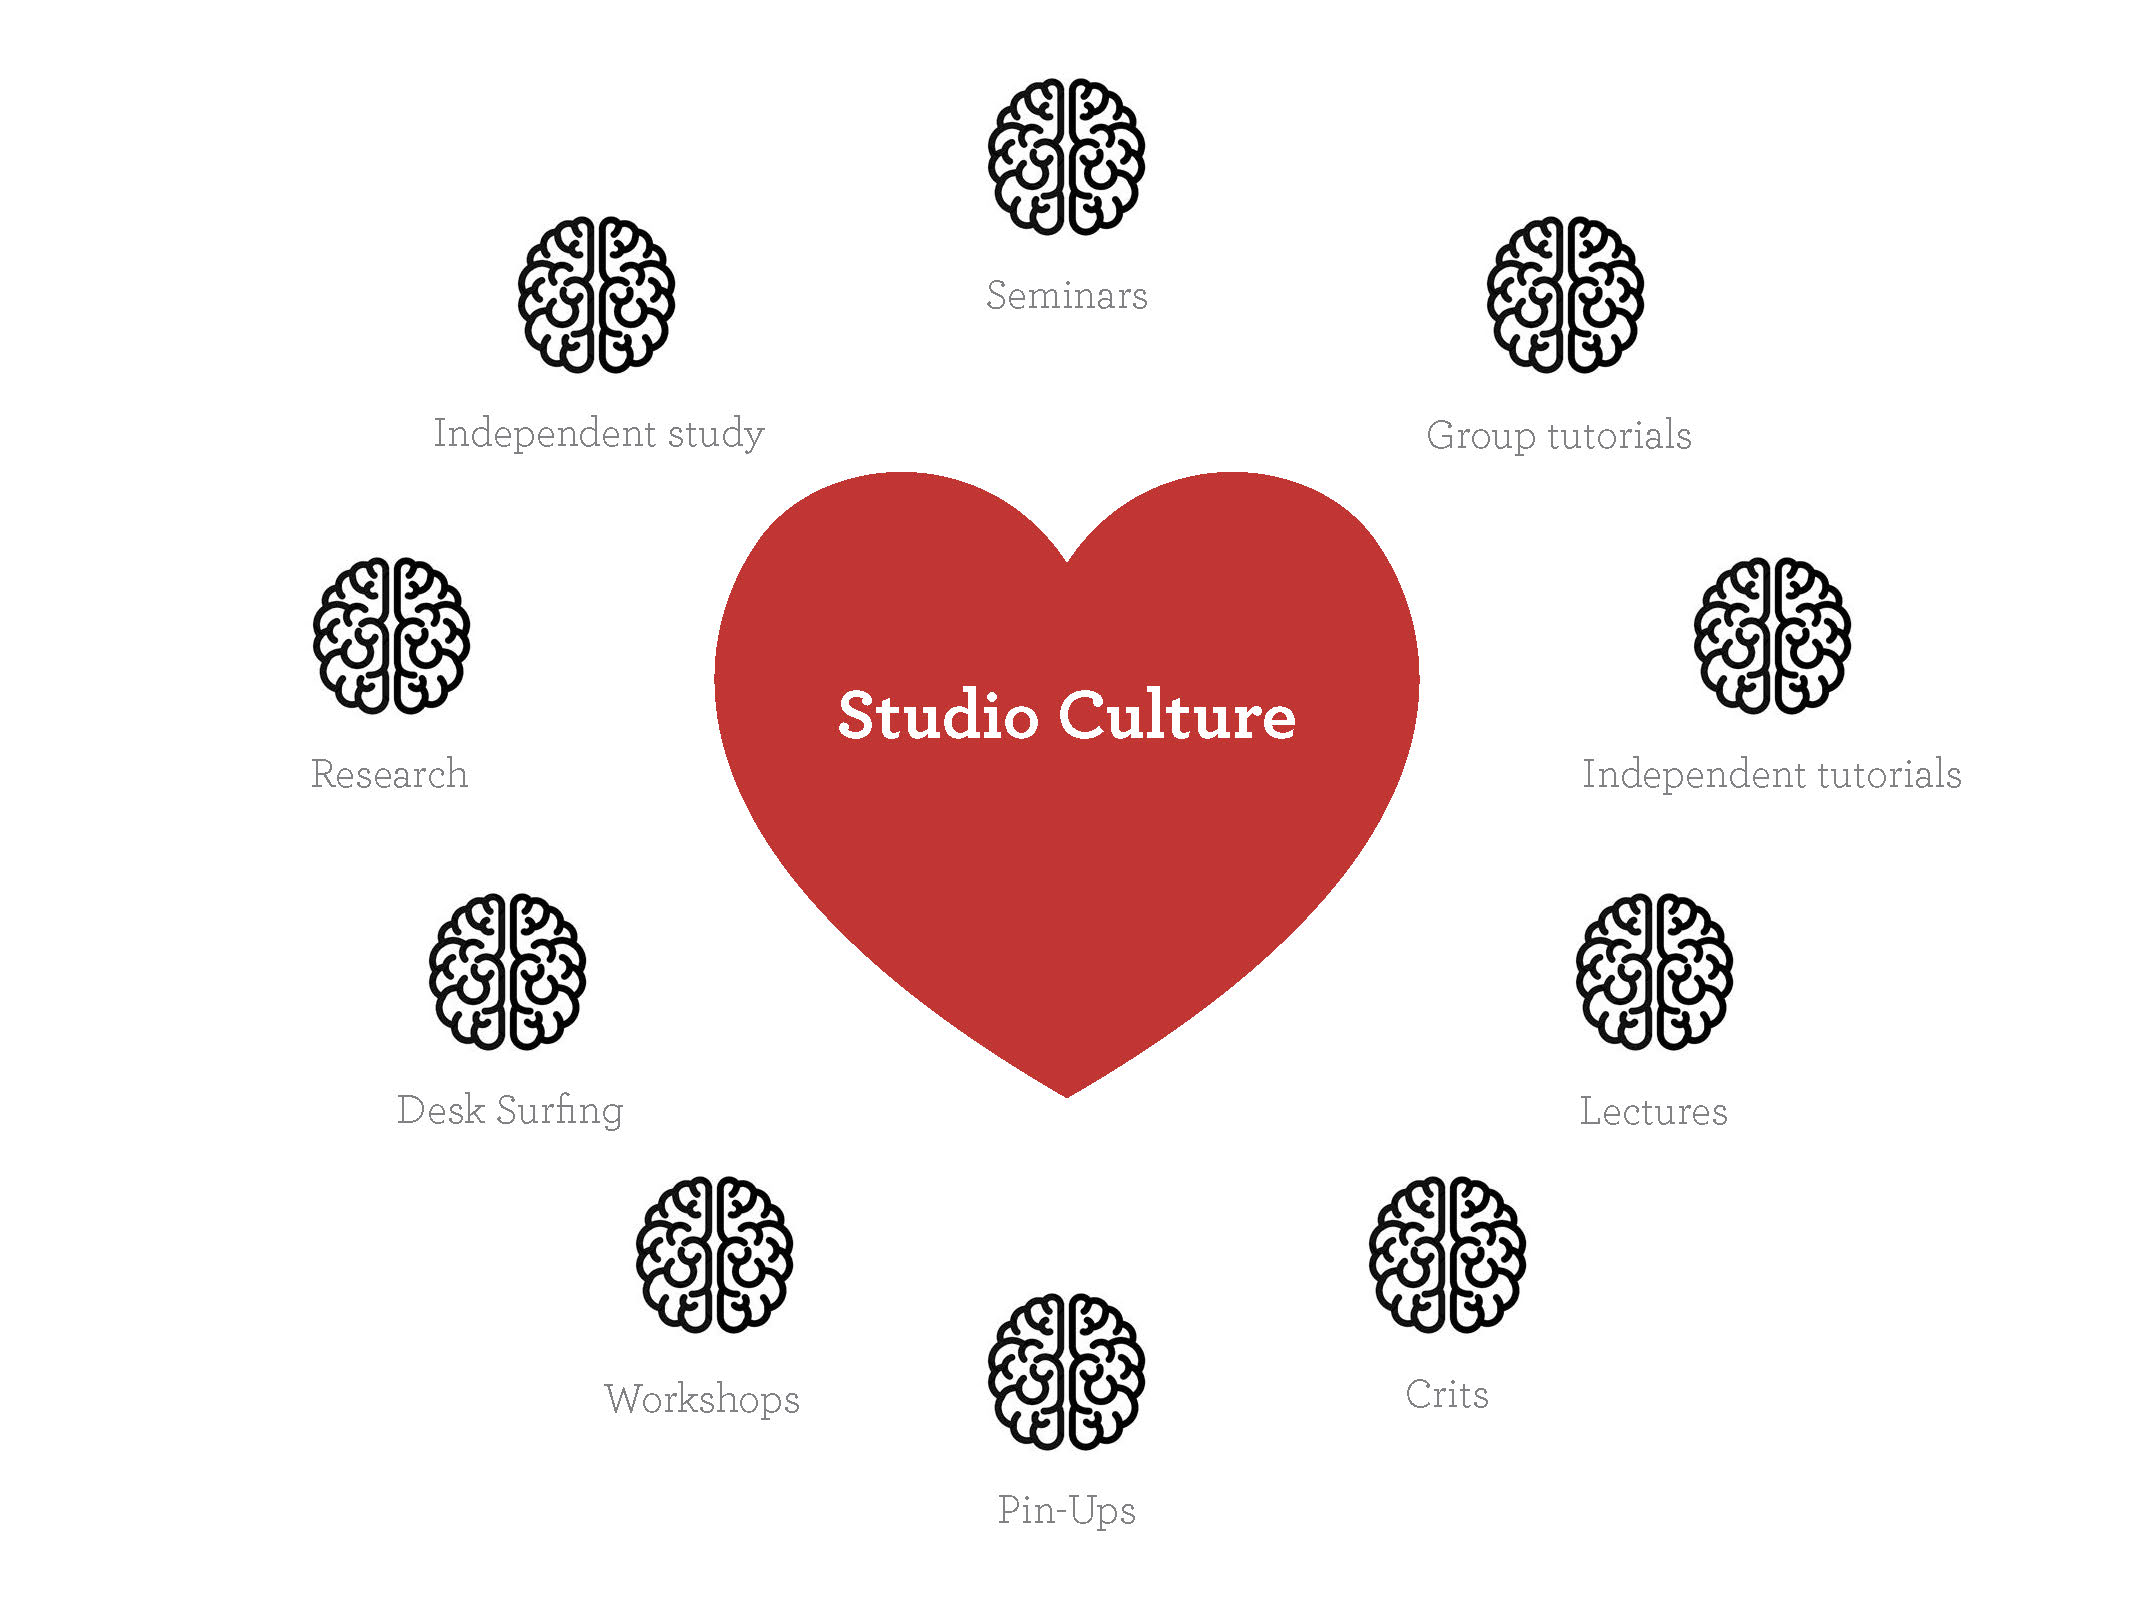 Seminars
Independent study
Group tutorials
Studio Culture
Research
Independent tutorials
Desk Surfing
Lectures
Workshops
Crits
Pin-Ups